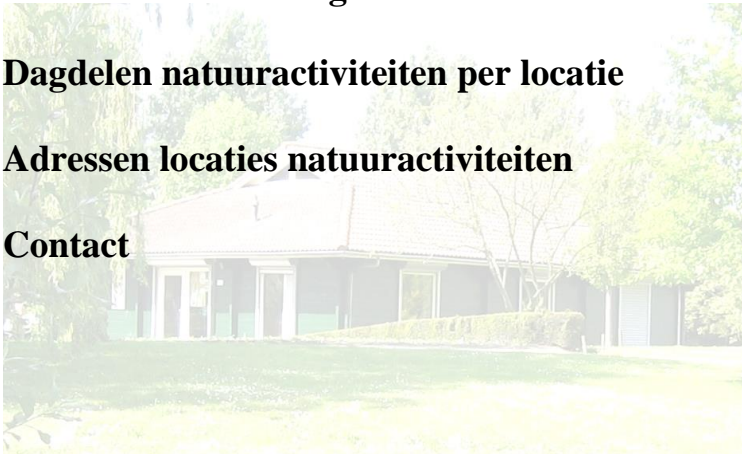 Dagdelen natuuractiviteiten per locatie
Adressen locaties natuuractiviteiten
Contact